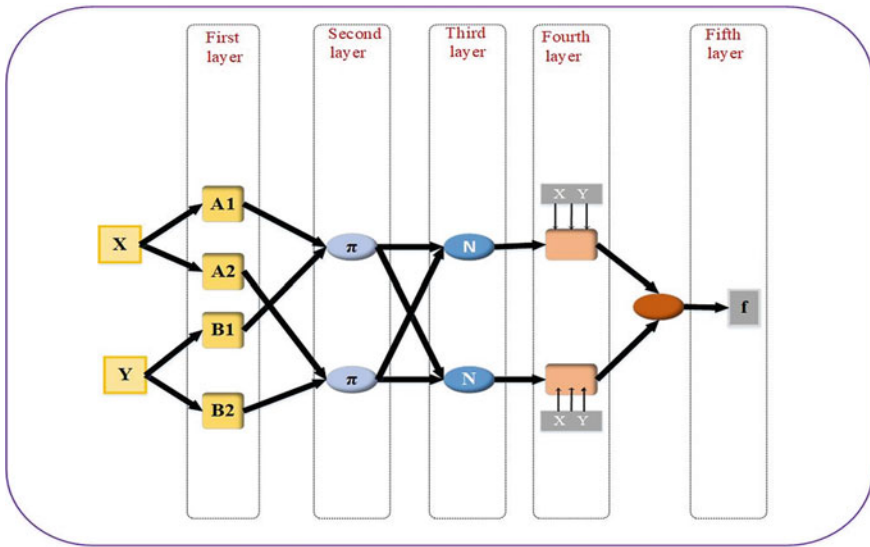 First
layer
Second
layer
Third
layer
Fourth
layer
Fifth
layer
X Y
A1
X
A2
π
N
B1
f
Y
B2
π
N
X Y